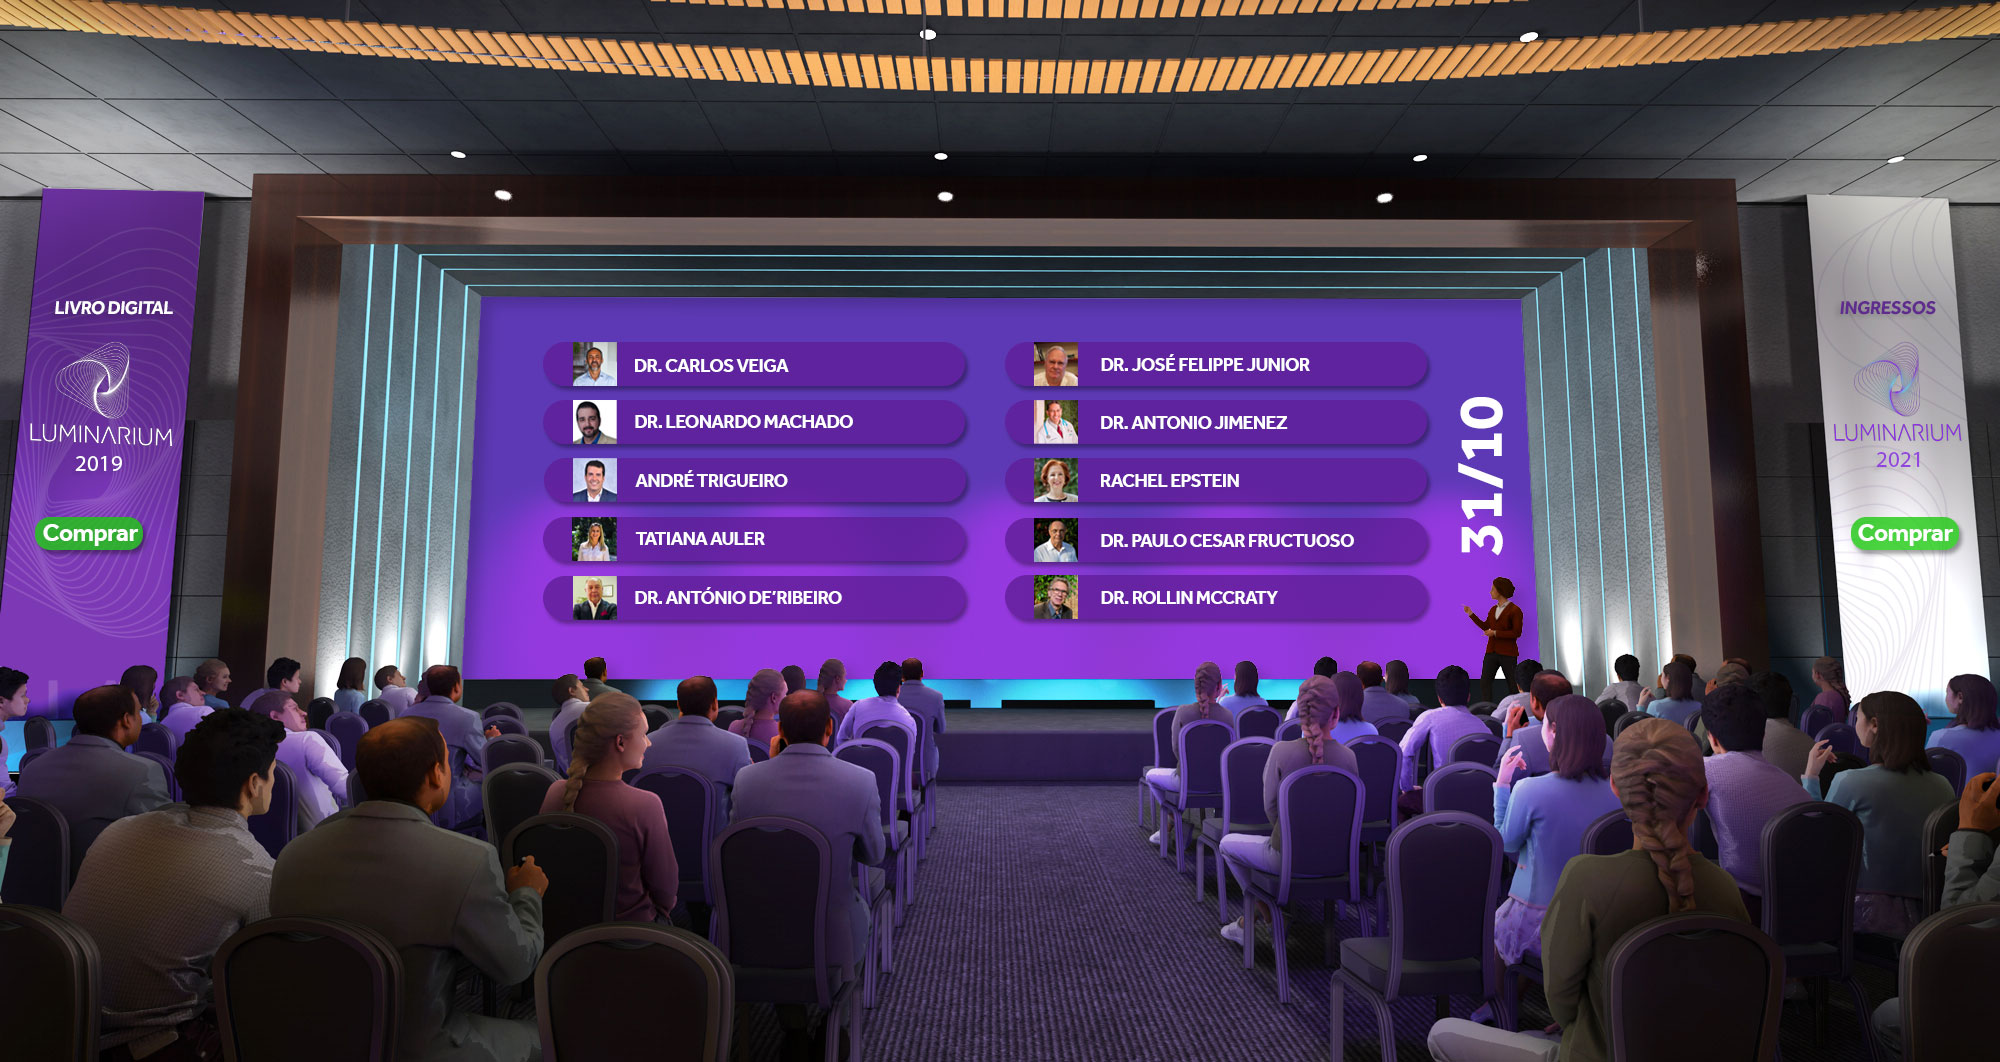 LIVRO DIGITAL
LUMINARIUM
2019
Comprar
DR. CARLOS VEIGA
DR. LEONARDO MACHADO
ANDRÉ TRIGUEIRO
TATIANA AULER
DR. ANTÓNIO DE'RIBEIRO
DR. JOSÉ FELIPPE JUNIOR
DR. ANTONIO JIMENEZ
RACHEL EPSTEIN
DR. PAULO CESAR FRUCTUOSO
DR. ROLLIN MCCRATY
31/10
INGRESSOS
LUMINARIUM
2021
Comprar